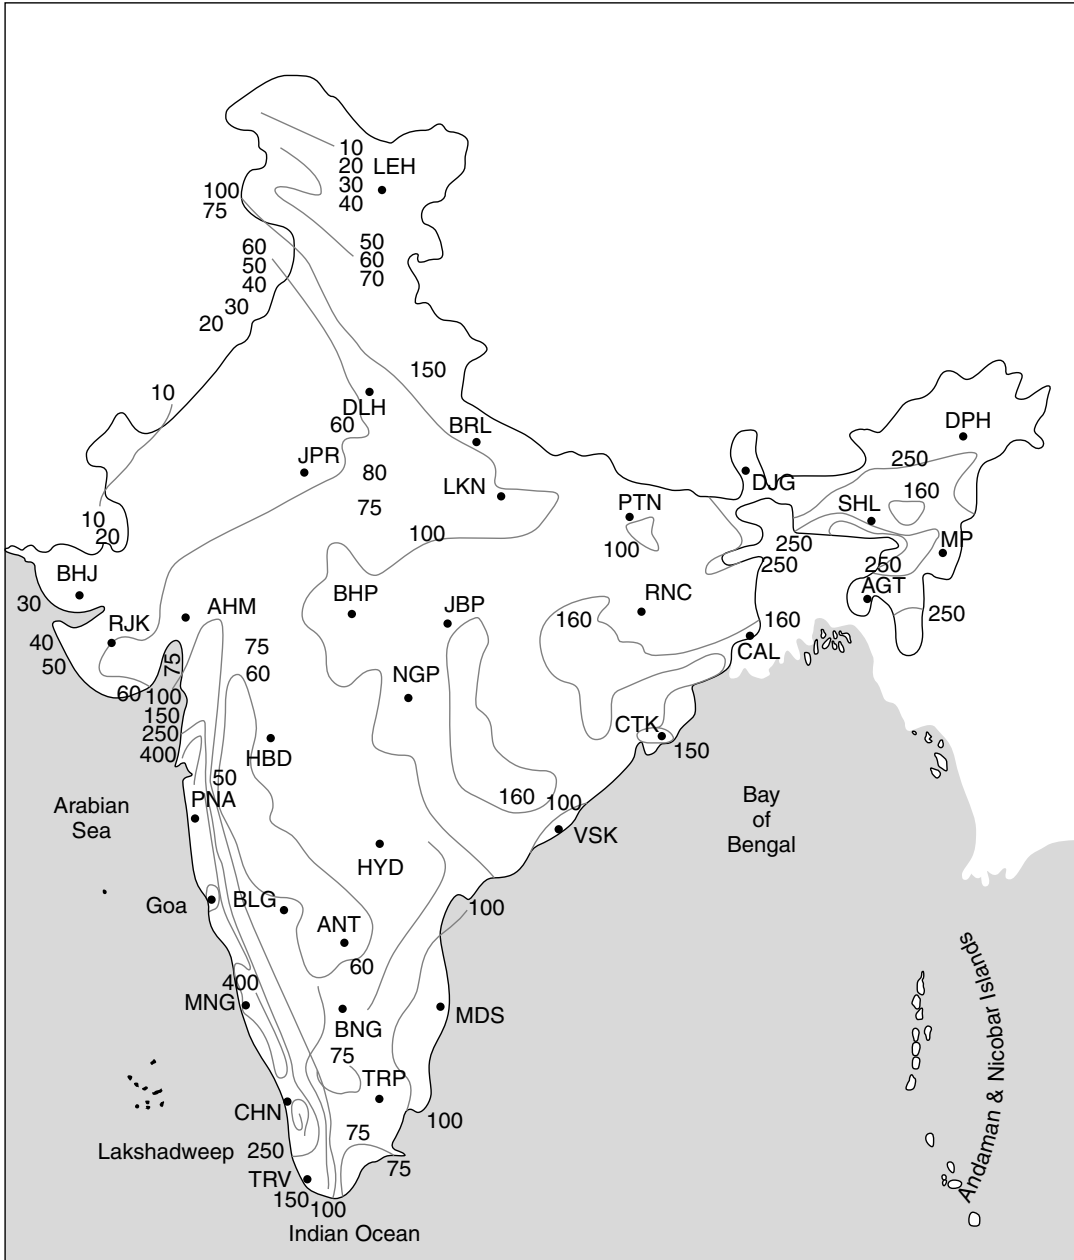 10
20
LEH
30
40
100
75
50
60
70
60
50
40
30
20
150
10
DLH
60
BRL
DPH
JPR
80
250
LKN
DJG
75
160
PTN
SHL
10
20
100
100
250
MP
250
250
BHJ
AGT
BHP
JBP
RNC
30
AHM
160
160
250
RJK
40
75
CAL
50
75
60
NGP
60
100
150
CTK
250
150
400
HBD
50
160
100
PNA
Arabian
Sea
Bay
of
Bengal
VSK
HYD
Goa
BLG
100
ANT
60
400
MNG
BNG
MDS
75
TRP
CHN
100
75
Lakshadweep
250
75
TRV
150
100
Indian Ocean
Andaman & Nicobar Islands